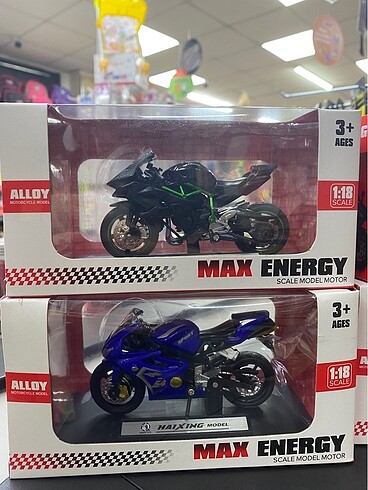 3+
AGES
ALLOY
MOTORCYCLE MODEL
1:18
SCALE
MAX ENERGY
SCALE MODEL MOTOR
3+
AGES
ALLOY
MOTORCYCLE MODEL
1:18
SCALE
HAIXING MODEL
MAX ENERGY
SCALE MODEL MOTOR